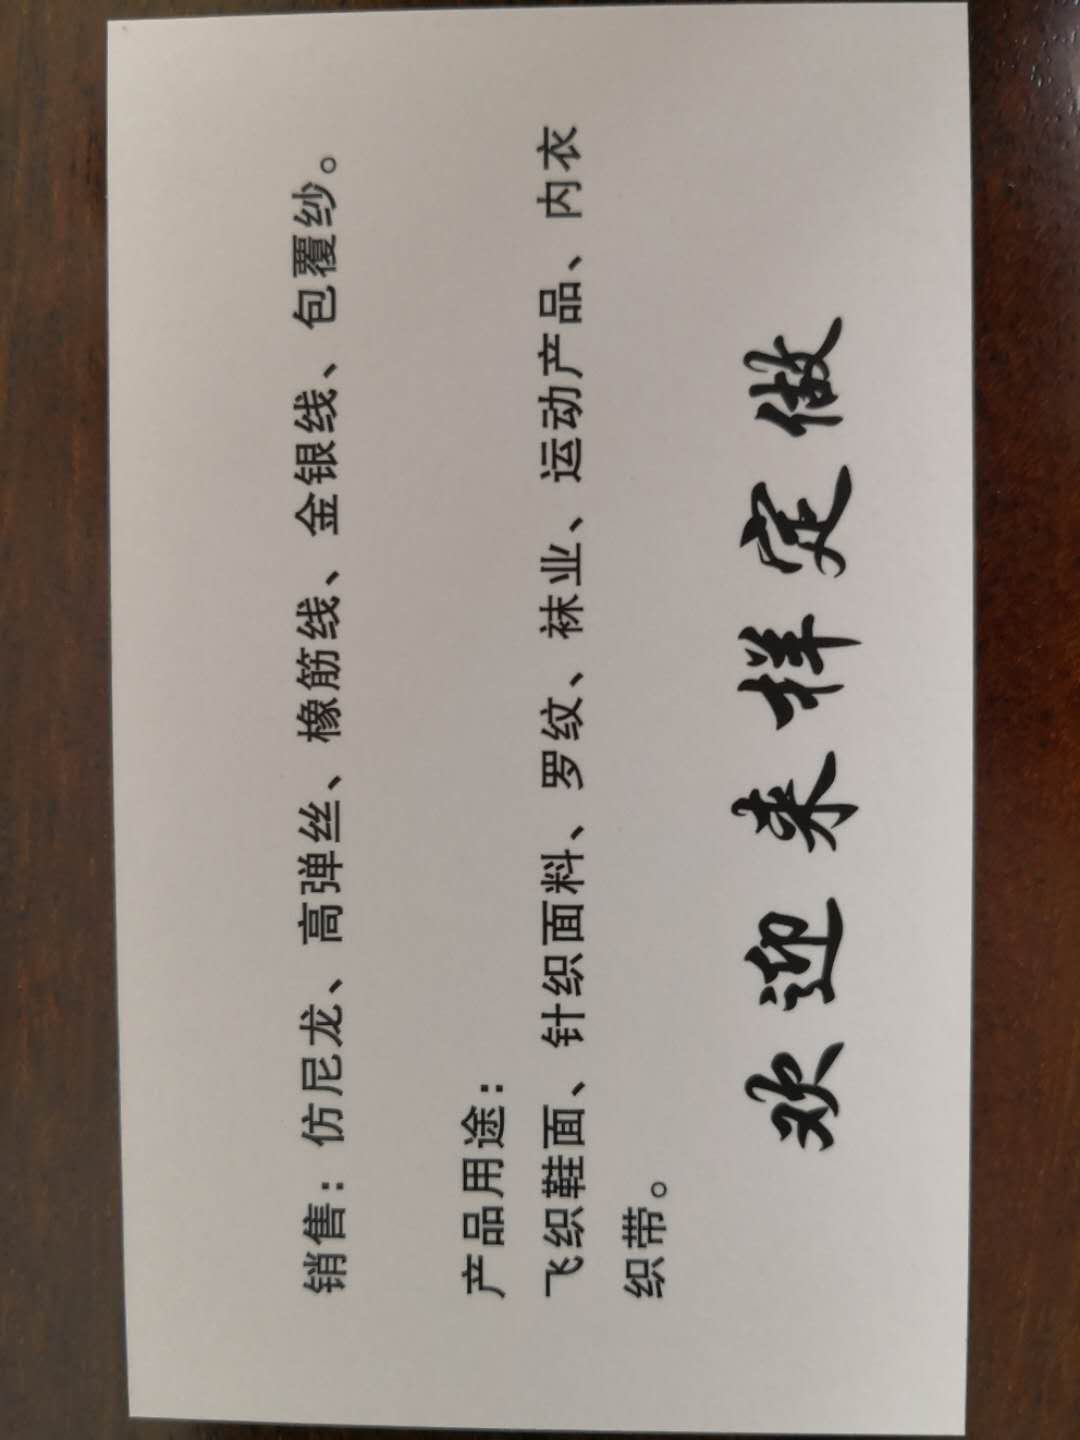 销售：仿尼龙、高弹丝、橡筋线、金银线、包覆纱。
产品用途：
飞织鞋面、针织面料、罗纹、袜业、运动产品、内衣
织带。
欢迎来样定做